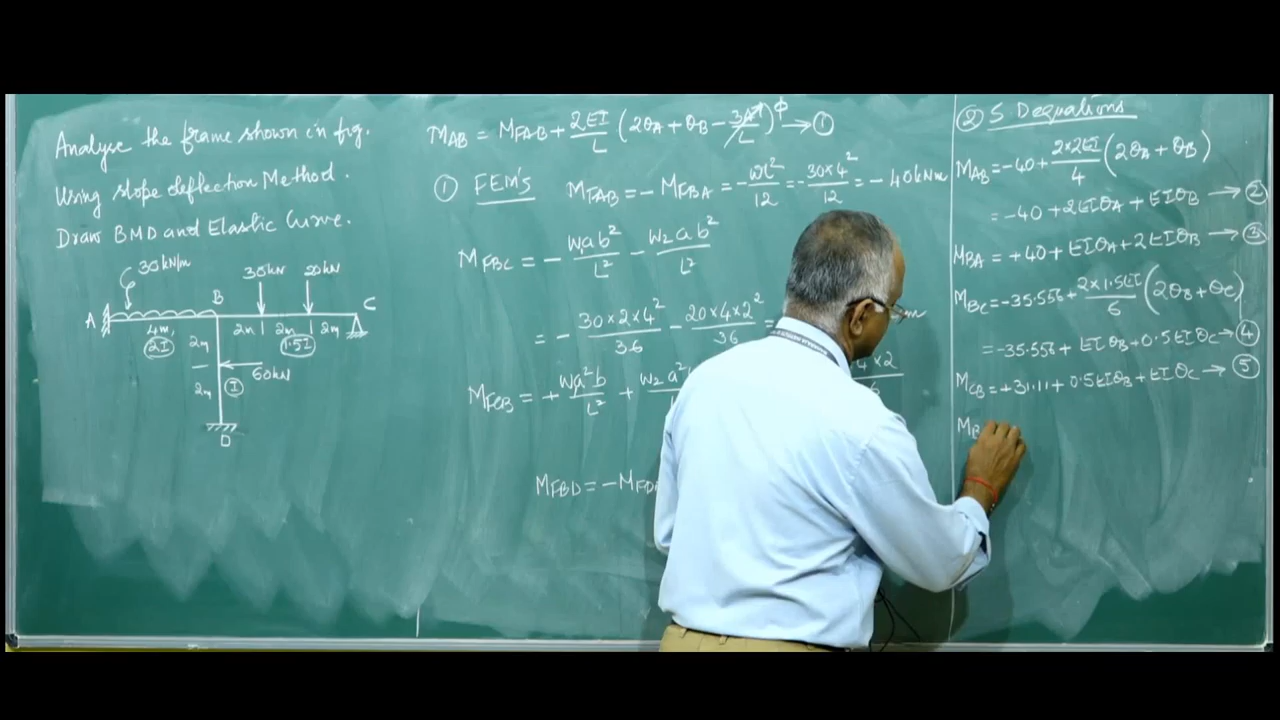 Analyse the frame shown in fig.
Using slope deflection Method.
Draw BMD and Elastic Curve.
30kN/m
30kN
20kN
A
B
C
4m
2I
2m
2m
1.5I
2m
2m
2m
I
60kN
D
MAB = MFAB + 2EI/L (2θA + θB - 3Δ/L) 0 → ①
① FEM's
MFAB = - MFBA = - wl²/12 = - 30×4²/12 = - 40kNm
MFBC = - W1ab²/L² - W2ab²/L²
= - 30×2×4²/36 - 20×4×2²/36 =
MFCB = + Wa²b/L² + W2a²
MFBD = - MFD
② S D equations
MAB = -40 + 2×2EI/4 (2θA + θB)
= -40 + 2EIθA + EIθB → ②
MBA = +40 + EIθA + 2EIθB → ③
MBC = -35.556 + 2×1.5EI/6 (2θB + θC)
= -35.556 + EIθB + 0.5EIθC → ④
MCB = +31.11 + 0.5EIθB + EIθC → ⑤
MB